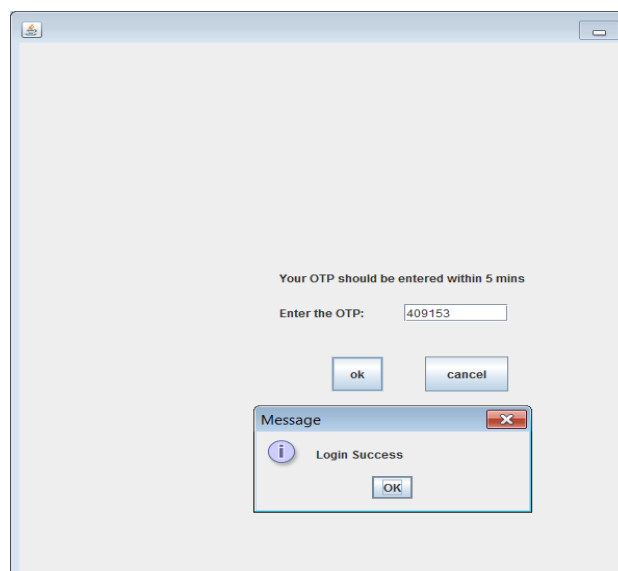 Your OTP should be entered within 5 mins
Enter the OTP: 409153
ok cancel
Message
Login Success
OK